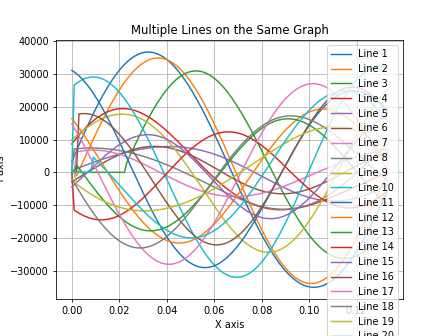 Multiple Lines on the Same Graph
40000
30000
20000
10000
0
−10000
−20000
−30000
0.00
0.02
0.04
0.06
0.08
0.10
X axis
axis
Line 1
Line 2
Line 3
Line 4
Line 5
Line 6
Line 7
Line 8
Line 9
Line 10
Line 11
Line 12
Line 13
Line 14
Line 15
Line 16
Line 17
Line 18
Line 19
Line 20